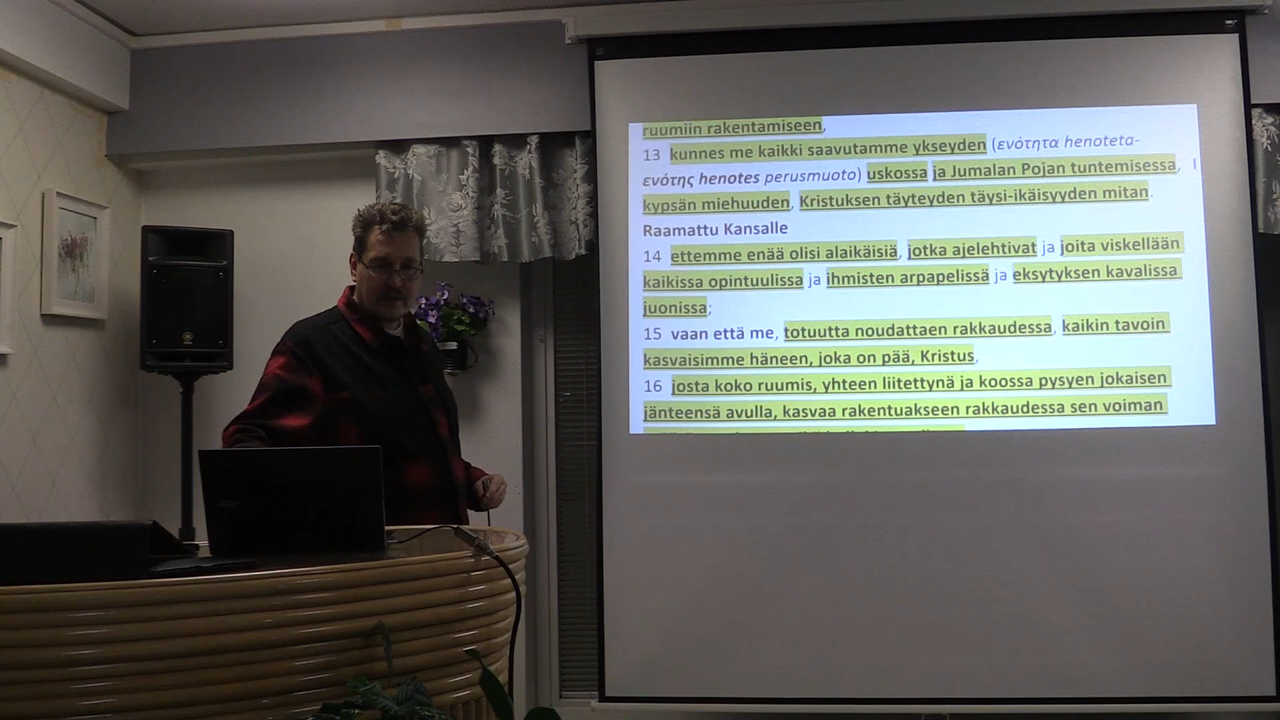 ruumiin rakentamiseen,
13 kunnes me kaikki saavutamme ykseyden (ενότητα henoteta-
ενότης henotes perusmuoto) uskossa ja Jumalan Pojan tuntemisessa,
kypsän miehuuden, Kristuksen täyteyden täysi-ikäisyyden mitan.
Raamattu Kansalle
14 ettemme enää olisi alaikäisiä, jotka ajelehtivat ja joita viskellään
kaikissa opintuulissa ja ihmisten arpapelissä ja eksytyksen kavalissa
juonissa;
15 vaan että me, totuutta noudattaen rakkaudessa, kaikin tavoin
kasvaisimme häneen, joka on pää, Kristus,
16 josta koko ruumis, yhteen liitettynä ja koossa pysyen jokaisen
jänteensä avulla, kasvaa rakentuakseen rakkaudessa sen voiman